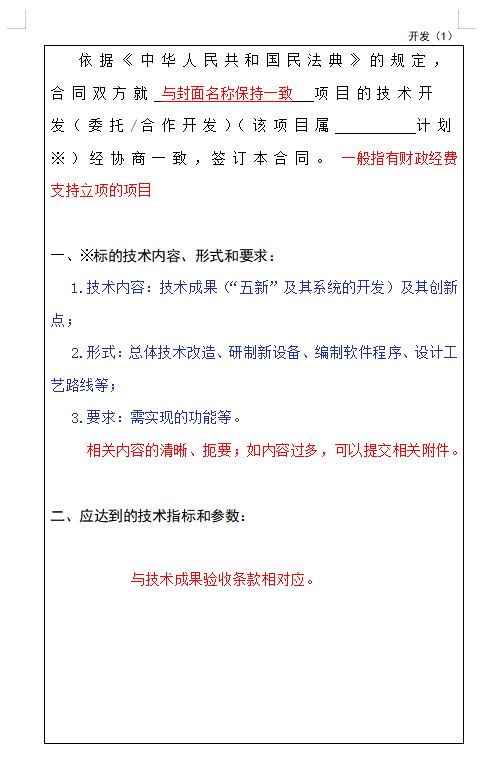 开发（1）
依据《中华人民共和国民法典》的规定，
合同双方就 与封面名称保持一致 项目的技术开
发（委托/合作开发）（该项目属__________计划
※）经协商一致，签订本合同。 一般指有财政经费
支持立项的项目
一、※标的技术内容、形式和要求：
1.技术内容：技术成果（“五新”及其系统的开发）及其创新
点；
2.形式：总体技术改造、研制新设备、编制软件程序、设计工
艺路线等；
3.要求：需实现的功能等。
相关内容的清晰、扼要；如内容过多，可以提交相关附件。
二、应达到的技术指标和参数：
与技术成果验收条款相对应。